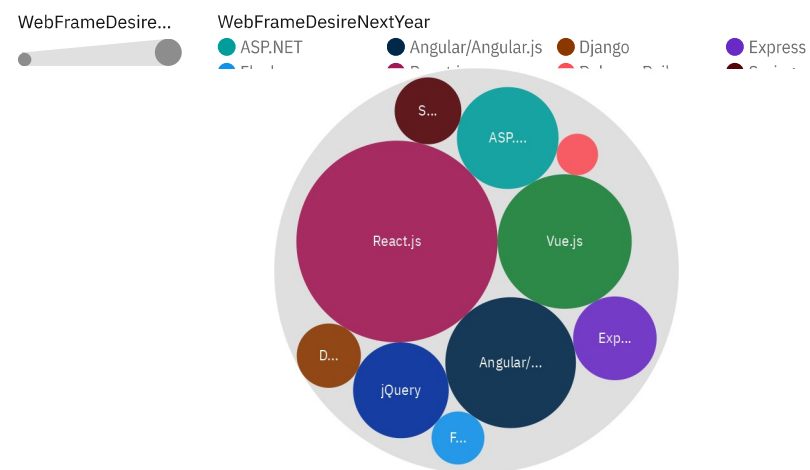 WebFrameDesire...
WebFrameDesireNextYear
ASP.NET
Angular/Angular.js
Django
Express
S...
ASP....
React.js
Vue.js
Exp...
D...
Angular/...
jQuery
F...